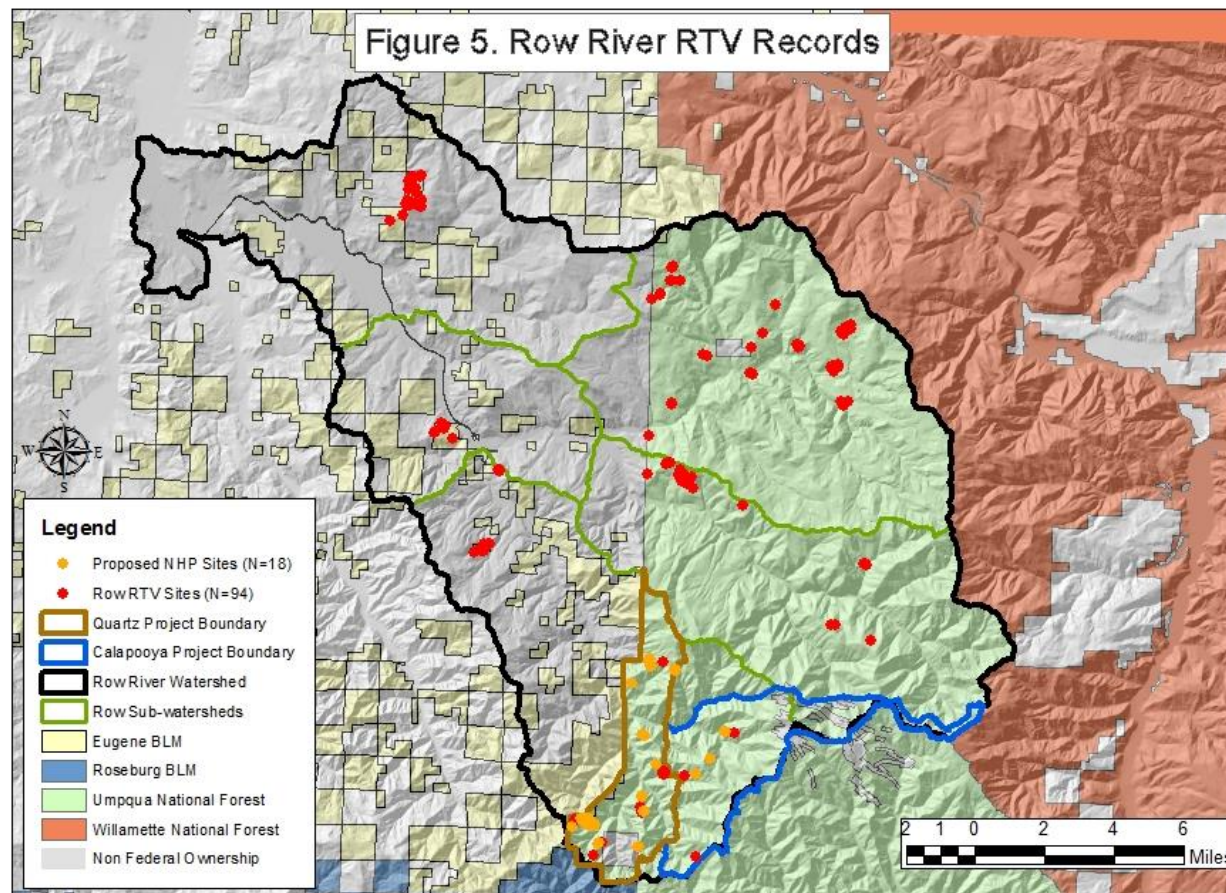 Figure 5. Row River RTV Records
N
W E
S
Legend
Proposed NHP Sites (N=18)
Row RTV Sites (N=94)
Quartz Project Boundary
Calapooya Project Boundary
Row River Watershed
Row Sub-watersheds
Eugene BLM
Roseburg BLM
Umpqua National Forest
Willamette National Forest
Non Federal Ownership
2 1 0 2 4 6
Miles